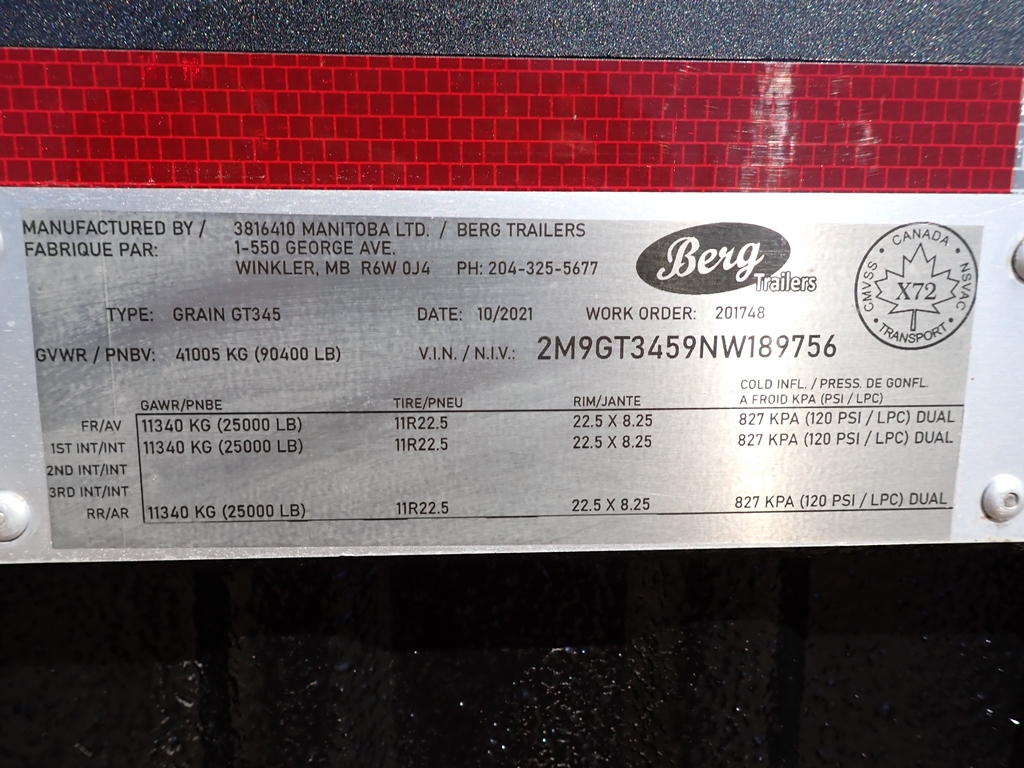 MANUFACTURED BY / 3816410 MANITOBA LTD. / BERG TRAILERS
FABRIQUE PAR: 1-550 GEORGE AVE.
WINKLER, MB R6W 0J4 PH: 204-325-5677
Berg
Trailers
CANADA
CMVSS
NSVAC
X72
TRANSPORT
TYPE: GRAIN GT345 DATE: 10/2021 WORK ORDER: 201748
GVWR / PNBV: 41005 KG (90400 LB) V.I.N. / N.I.V.: 2M9GT3459NW189756
COLD INFL. / PRESS. DE GONFL.
GAWR/PNBE TIRE/PNEU RIM/JANTE A FROID KPA (PSI / LPC)
FR/AV 11340 KG (25000 LB) 11R22.5 22.5 X 8.25 827 KPA (120 PSI / LPC) DUAL
1ST INT/INT 11340 KG (25000 LB) 11R22.5 22.5 X 8.25 827 KPA (120 PSI / LPC) DUAL
2ND INT/INT
3RD INT/INT
RR/AR 11340 KG (25000 LB) 11R22.5 22.5 X 8.25 827 KPA (120 PSI / LPC) DUAL